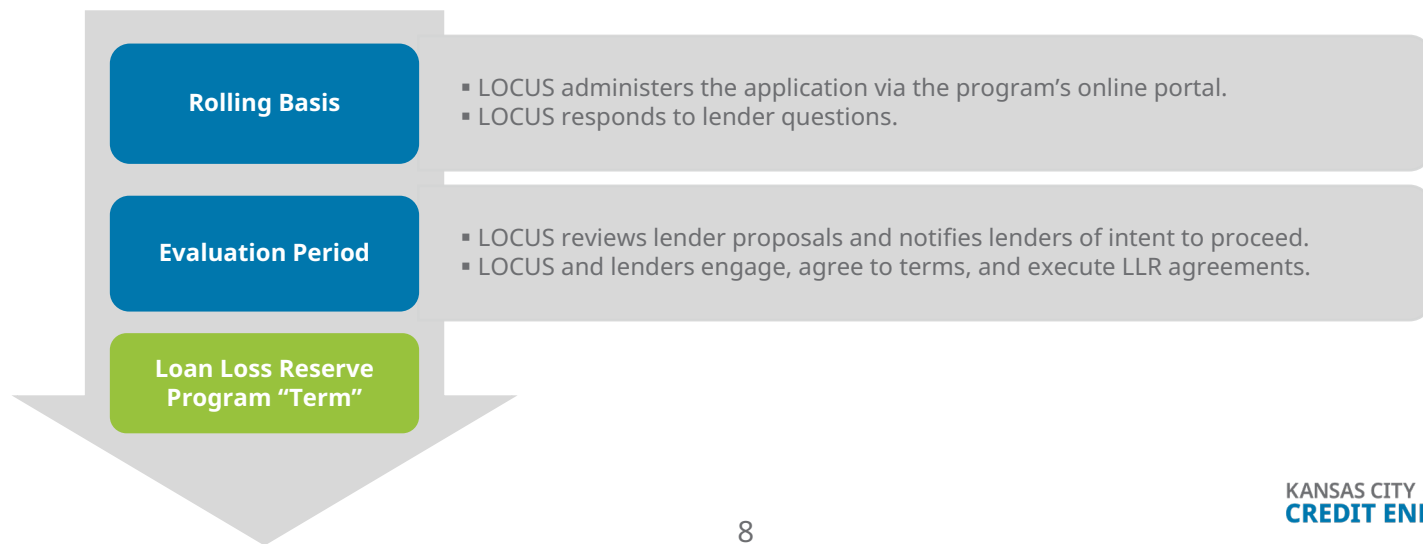 Rolling Basis
▪ LOCUS administers the application via the program’s online portal.
▪ LOCUS responds to lender questions.
Evaluation Period
▪ LOCUS reviews lender proposals and notifies lenders of intent to proceed.
▪ LOCUS and lenders engage, agree to terms, and execute LLR agreements.
Loan Loss Reserve
Program “Term”
8
KANSAS CITY
CREDIT